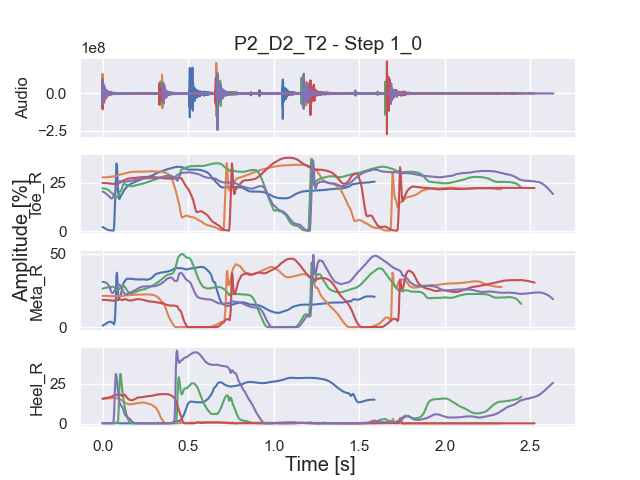 P2_D2_T2 - Step 1_0
1e8
Audio
0.0
−2.5
Amplitude [%]
Toe_R
25
0
Meta_R
50
0
Heel_R
25
0
0.0 0.5 1.0 1.5 2.0 2.5
Time [s]